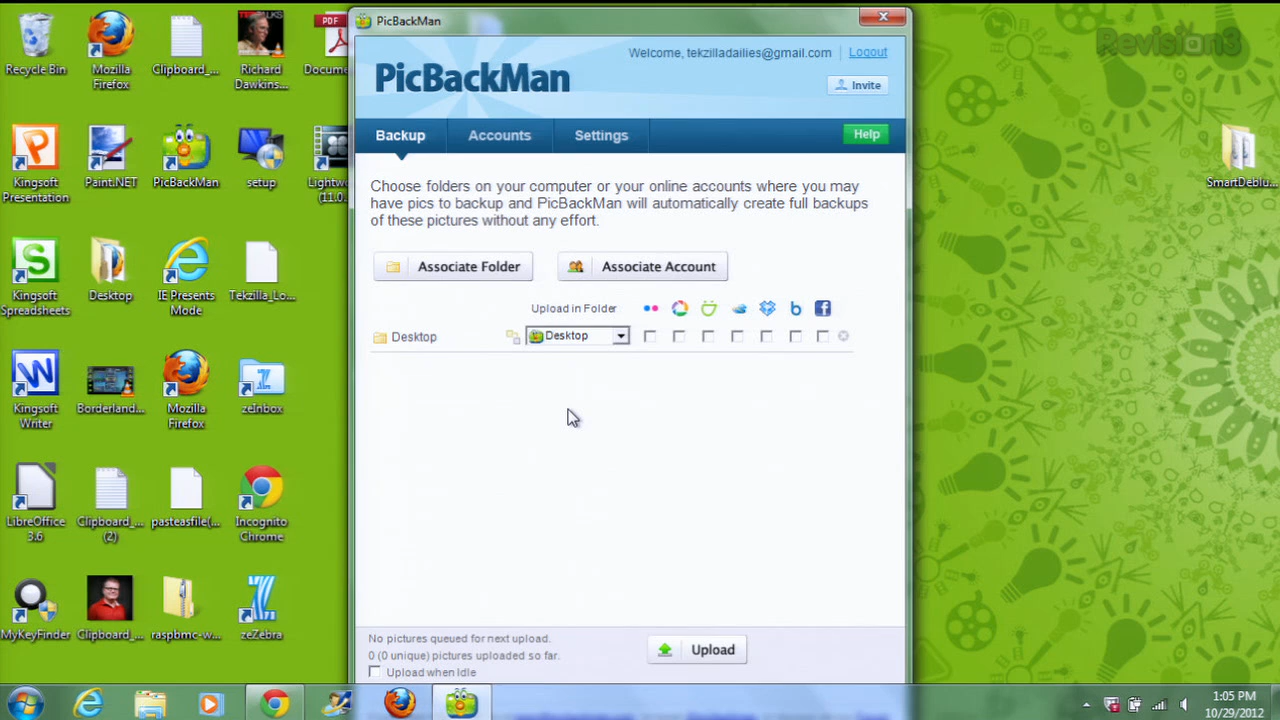 PicBackMan
Revision3
Welcome, tekzilladailies@gmail.com
Logout
PicBackMan
Invite
Backup
Accounts
Settings
Help
Choose folders on your computer or your online accounts where you may
have pics to backup and PicBackMan will automatically create full backups
of these pictures without any effort.
Associate Folder
Associate Account
Upload in Folder
Desktop
Desktop
No pictures queued for next upload.
0 (0 unique) pictures uploaded so far.
Upload when Idle
Upload
Recycle Bin
Mozilla
Firefox
Clipboard_...
Richard
Dawkins...
PDF
Docume
Kingsoft
Presentation
Paint.NET
PicBackMan
setup
Lightw
(11.0.
Kingsoft
Spreadsheets
Desktop
IE Presents
Mode
Tekzilla_Lo...
Kingsoft
Writer
Borderland...
Mozilla
Firefox
zeInbox
LibreOffice
3.6
Clipboard_...
(2)
pasteasfile(...
Incognito
Chrome
MyKeyFinder
Clipboard_...
raspbmc-w...
zeZebra
SmartDeblu...
1:05 PM
10/29/2012